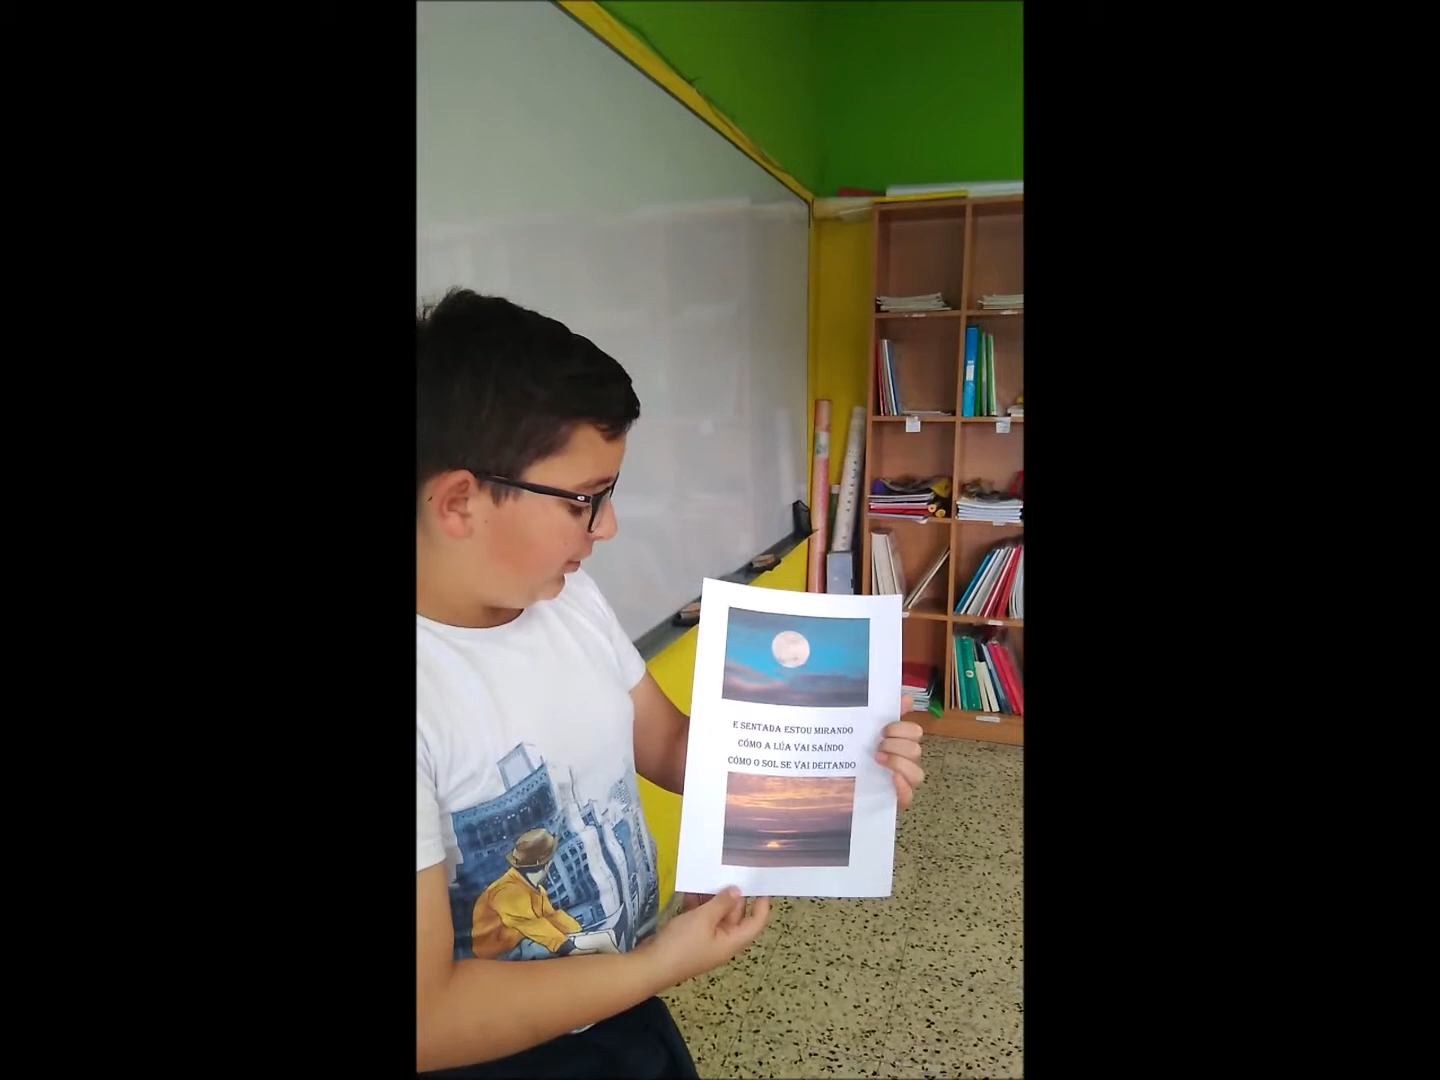 E SENTADA ESTOU MIRANDO
CÓMO A LÚA VAI SAÍNDO
CÓMO O SOL SE VAI DEITANDO